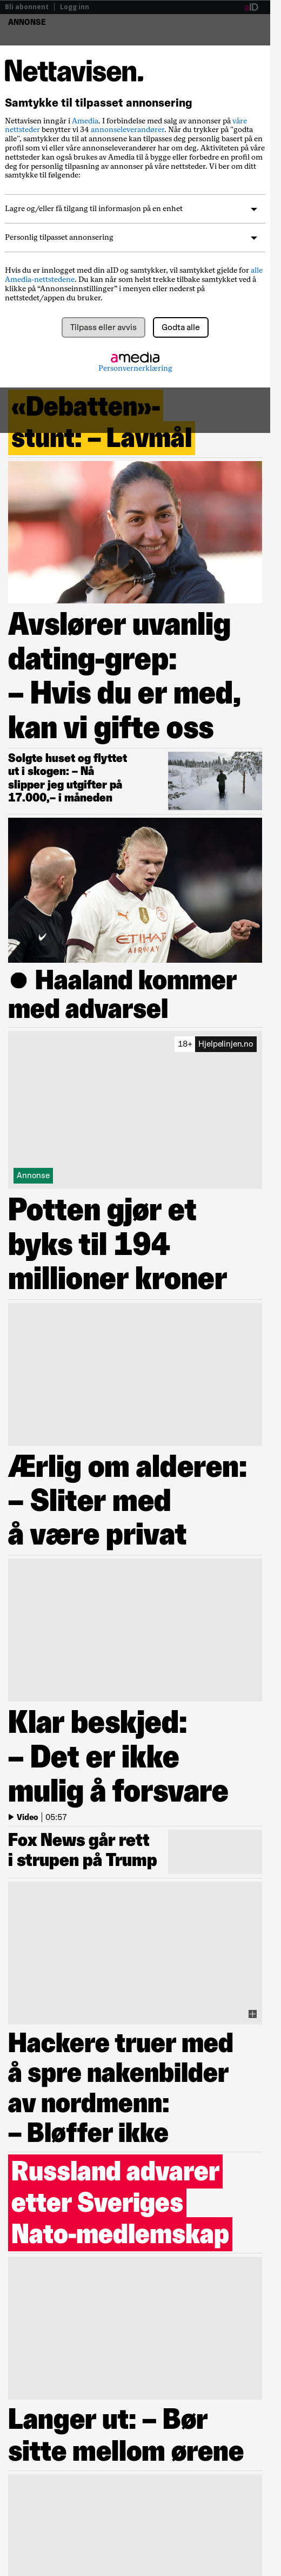 Bli abonnent | Logg inn aID
ANNONSE
Nettavisen.
Samtykke til tilpasset annonsering
Nettavisen inngår i Amedia. I forbindelse med salg av annonser på våre
nettsteder benytter vi 34 annonseleverandører. Når du trykker på "godta
alle", samtykker du til at annonsene kan tilpasses deg personlig basert på en
profil som vi eller våre annonseleverandører har om deg. Aktiviteten på våre
nettsteder kan også brukes av Amedia til å bygge eller forbedre en profil om
deg for personlig tilpasning av annonser på våre nettsteder. Vi ber om ditt
samtykke til følgende:
Lagre og/eller få tilgang til informasjon på en enhet
Personlig tilpasset annonsering
Hvis du er innlogget med din aID og samtykker, vil samtykket gjelde for alle
Amedia-nettstedene. Du kan når som helst trekke tilbake samtykket ved å
klikke på “Annonseinnstillinger” i menyen eller nederst på
nettstedet/appen du bruker.
Tilpass eller avvis Godta alle
amedia
Personvernerklæring
«Debatten»-
stunt: – Lavmål
Avslører uvanlig
dating-grep:
– Hvis du er med,
kan vi gifte oss
Solgte huset og flyttet
ut i skogen: – Nå
slipper jeg utgifter på
17.000,– i måneden
ETIHAD
Haaland kommer
med advarsel
18+ Hjelpelinjen.no
Annonse
Potten gjør et
byks til 194
millioner kroner
Ærlig om alderen:
– Sliter med
å være privat
Klar beskjed:
– Det er ikke
mulig å forsvare
Video | 05:57
Fox News går rett
i strupen på Trump
Hackere truer med
å spre nakenbilder
av nordmenn:
– Bløffer ikke
Russland advarer
etter Sveriges
Nato-medlemskap
Langer ut: – Bør
sitte mellom ørene